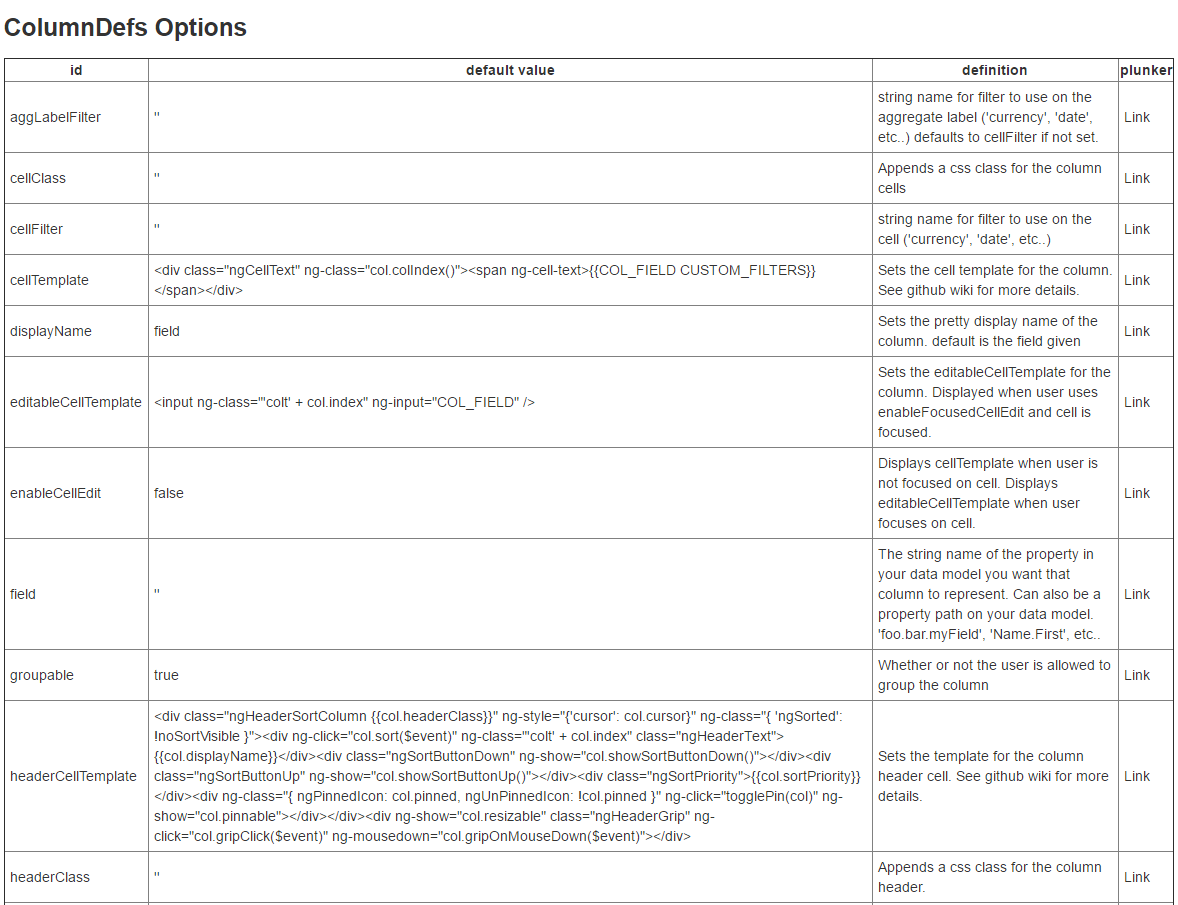 ColumnDefs Options
id default value definition plunker
aggLabelFilter '' string name for filter to use on the
aggregate label ('currency', 'date',
etc..) defaults to cellFilter if not set. Link
cellClass '' Appends a css class for the column
cells Link
cellFilter '' string name for filter to use on the
cell ('currency', 'date', etc..) Link
cellTemplate <div class="ngCellText" ng-class="col.colIndex()"><span ng-cell-text>{{COL_FIELD CUSTOM_FILTERS}}
</span></div> Sets the cell template for the column.
See github wiki for more details. Link
displayName field Sets the pretty display name of the
column. default is the field given Link
editableCellTemplate <input ng-class="'colt' + col.index" ng-input="COL_FIELD" /> Sets the editableCellTemplate for the
column. Displayed when user uses
enableFocusedCellEdit and cell is
focused. Link
enableCellEdit false Displays cellTemplate when user is
not focused on cell. Displays
editableCellTemplate when user
focuses on cell. Link
field '' The string name of the property in
your data model you want that
column to represent. Can also be a
property path on your data model.
'foo.bar.myField', 'Name.First', etc.. Link
groupable true Whether or not the user is allowed to
group the column Link
headerCellTemplate <div class="ngHeaderSortColumn {{col.headerClass}}" ng-style="{'cursor': col.cursor}" ng-class="{ 'ngSorted':
!noSortVisible }"><div ng-click="col.sort($event)" ng-class="'colt' + col.index" class="ngHeaderText">
{{col.displayName}}</div><div class="ngSortButtonDown" ng-show="col.showSortButtonDown()"></div><div
class="ngSortButtonUp" ng-show="col.showSortButtonUp()"></div><div class="ngSortPriority">{{col.sortPriority}}
</div><div ng-class="{ ngPinnedIcon: col.pinned, ngUnPinnedIcon: !col.pinned }" ng-click="togglePin(col)" ng-
show="col.pinnable"></div></div><div ng-show="col.resizable" class="ngHeaderGrip" ng-
click="col.gripClick($event)" ng-mousedown="col.gripOnMouseDown($event)"></div> Sets the template for the column
header cell. See github wiki for more
details. Link
headerClass '' Appends a css class for the column
header. Link